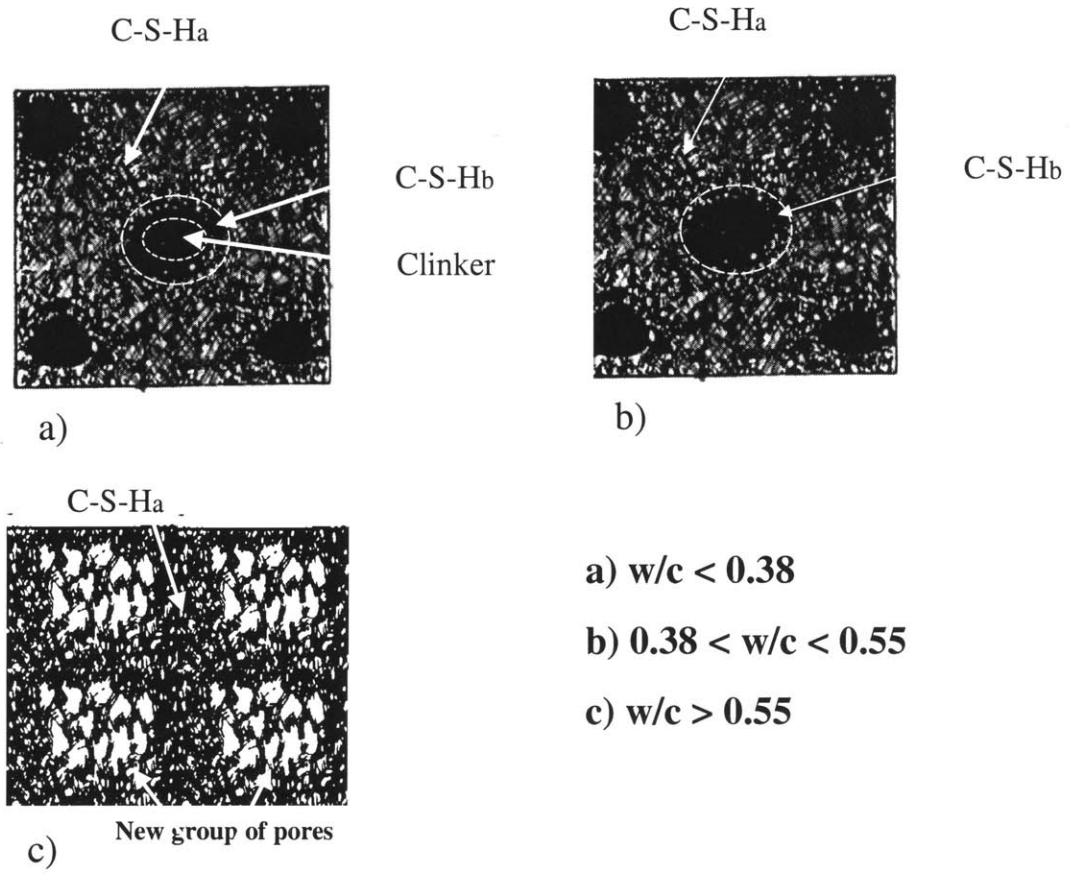 C-S-Ha
C-S-Hb
Clinker
a)
C-S-Ha
C-S-Hb
b)
C-S-Ha
New group of pores
c)
a) w/c < 0.38
b) 0.38 < w/c < 0.55
c) w/c > 0.55